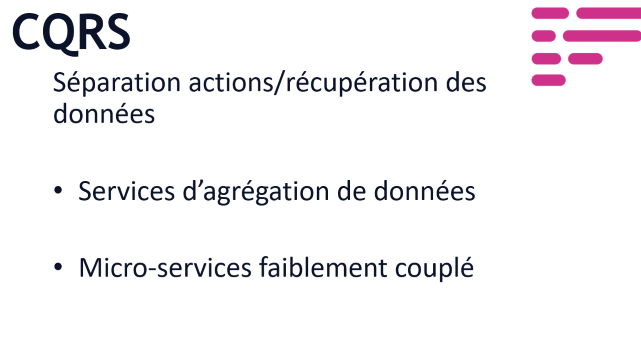 CQRS
Séparation actions/récupération des
données
• Services d’agrégation de données
• Micro-services faiblement couplé